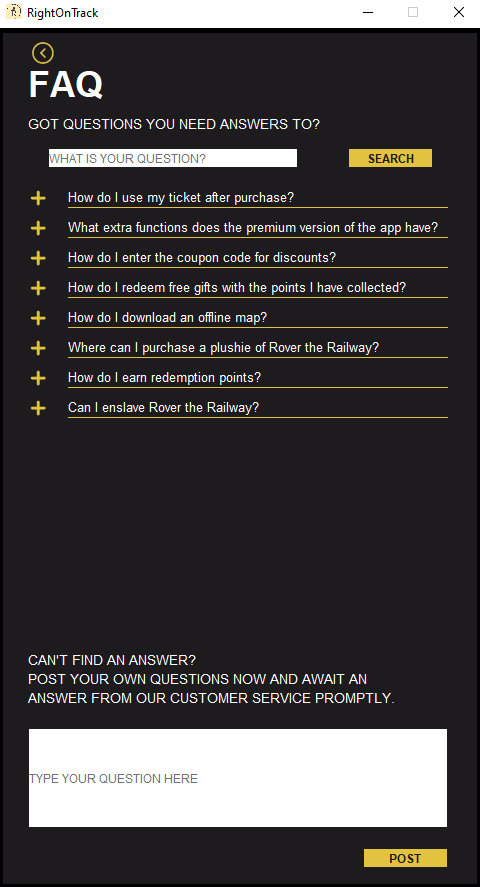 RightOnTrack
FAQ
GOT QUESTIONS YOU NEED ANSWERS TO?
WHAT IS YOUR QUESTION?
SEARCH
How do I use my ticket after purchase?
What extra functions does the premium version of the app have?
How do I enter the coupon code for discounts?
How do I redeem free gifts with the points I have collected?
How do I download an offline map?
Where can I purchase a plushie of Rover the Railway?
How do I earn redemption points?
Can I enslave Rover the Railway?
CAN'T FIND AN ANSWER?
POST YOUR OWN QUESTIONS NOW AND AWAIT AN
ANSWER FROM OUR CUSTOMER SERVICE PROMPTLY.
TYPE YOUR QUESTION HERE
POST